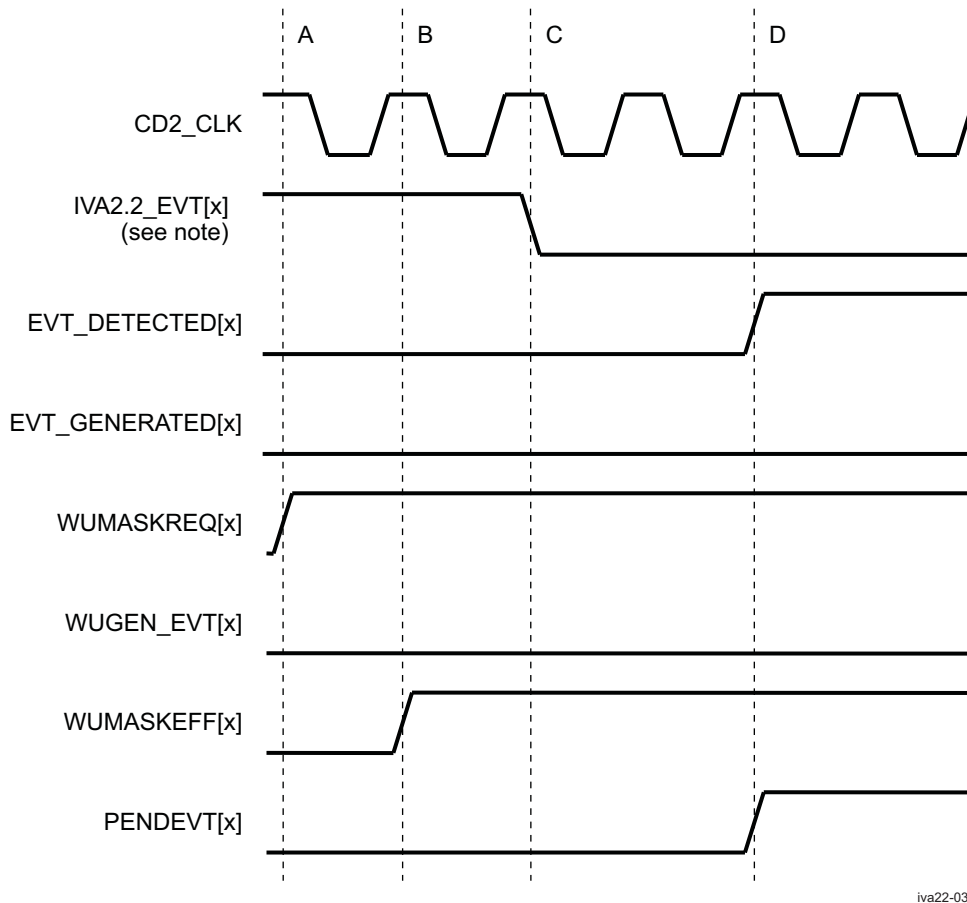 A B C D
CD2_CLK
IVA2.2_EVT[x]
(see note)
EVT_DETECTED[x]
EVT_GENERATED[x]
WUMASKREQ[x]
WUGEN_EVT[x]
WUMASKEFF[x]
PENDEVT[x]
iva22-03